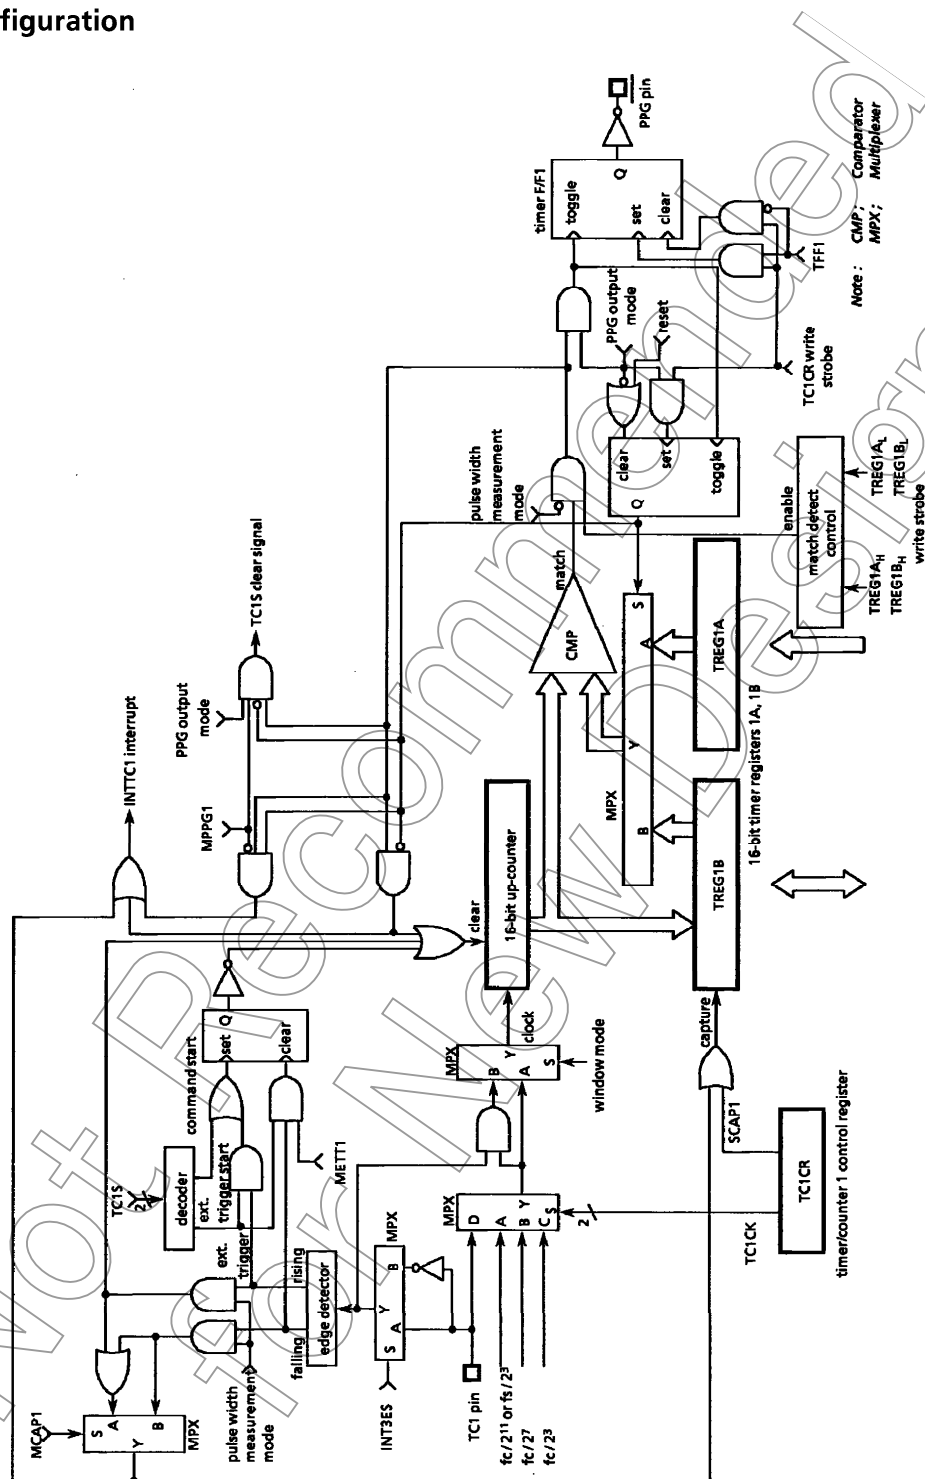 figuration
PPG pin
timer F/F1
toggle
set
clear
Q
TFF1
Note : CMP ; Comparator
MPX ; Multiplexer
PPG output
mode
reset
TC1CR write
strobe
pulse width
measurement
mode
clear
set
toggle
Q
enable
match detect
control
TREG1AL
TREG1BL
TREG1AH
TREG1BH
write strobe
match
CMP
S
A
Y
B
MPX
TREG1A
TREG1B
16-bit timer registers 1A, 1B
TC1S clear signal
PPG output
mode
INTTC1 interrupt
MPPG1
clear
16-bit up-counter
clock
MPX
B
Y
A
S
window mode
capture
SCAP1
TC1CR
timer/counter 1 control register
TC1CK
command start
set
Q
clear
TC1S
2
decoder
ext.
trigger start
METT1
ext.
trigger
rising
falling
edge detector
MPX
D
A
B
Y
C
S
2
MPX
B
Y
A
S
INT3ES
TC1 pin
fc / 2^11 or fs / 2^3
fc / 2^7
fc / 2^3
pulse width
measurement
mode
MCAP1
S
A
B
Y
MPX
Not Recommended
for New Design